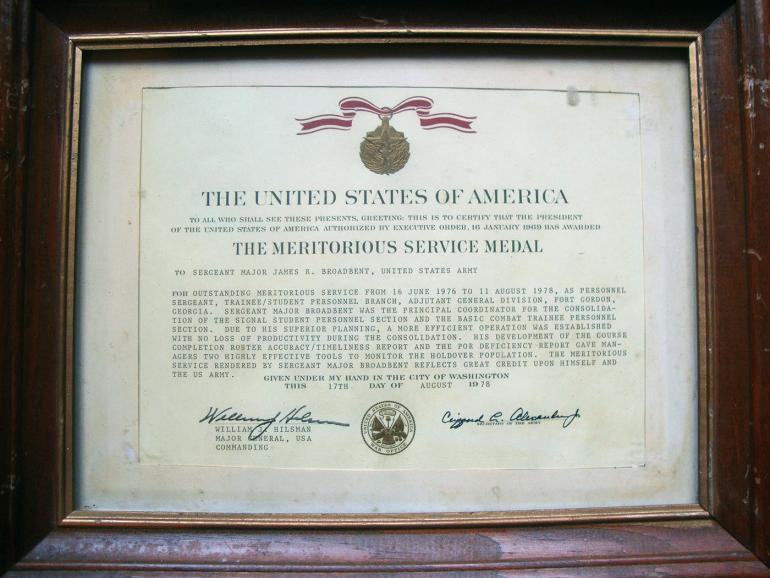 THE UNITED STATES OF AMERICA
TO ALL WHO SHALL SEE THESE PRESENTS, GREETING: THIS IS TO CERTIFY THAT THE PRESIDENT
OF THE UNITED STATES OF AMERICA AUTHORIZED BY EXECUTIVE ORDER, 16 JANUARY 1969 HAS AWARDED
THE MERITORIOUS SERVICE MEDAL
TO SERGEANT MAJOR JAMES R. BROADBENT, UNITED STATES ARMY
FOR OUTSTANDING MERITORIOUS SERVICE FROM 16 JUNE 1976 TO 11 AUGUST 1978, AS PERSONNEL
SERGEANT, TRAINEE/STUDENT PERSONNEL BRANCH, ADJUTANT GENERAL DIVISION, FORT GORDON,
GEORGIA. SERGEANT MAJOR BROADBENT WAS THE PRINCIPAL COORDINATOR FOR THE CONSOLIDA-
TION OF THE SIGNAL STUDENT PERSONNEL SECTION AND THE BASIC COMBAT TRAINEE PERSONNEL
SECTION. DUE TO HIS SUPERIOR PLANNING, A MORE EFFICIENT OPERATION WAS ESTABLISHED
WITH NO LOSS OF PRODUCTIVITY DURING THE CONSOLIDATION. HIS DEVELOPMENT OF THE COURSE
COMPLETION ROSTER ACCURACY/TIMELINESS REPORT AND THE POR DEFICIENCY REPORT GAVE MAN-
AGERS TWO HIGHLY EFFECTIVE TOOLS TO MONITOR THE HOLDOVER POPULATION. THE MERITORIOUS
SERVICE RENDERED BY SERGEANT MAJOR BROADBENT REFLECTS GREAT CREDIT UPON HIMSELF AND
THE US ARMY.
GIVEN UNDER MY HAND IN THE CITY OF WASHINGTON
THIS 17TH DAY OF AUGUST 1978
William J. Hilsman
WILLIAM J. HILSMAN
MAJOR GENERAL, USA
COMMANDING
Clifford L. Alexander Jr
SECRETARY OF THE ARMY